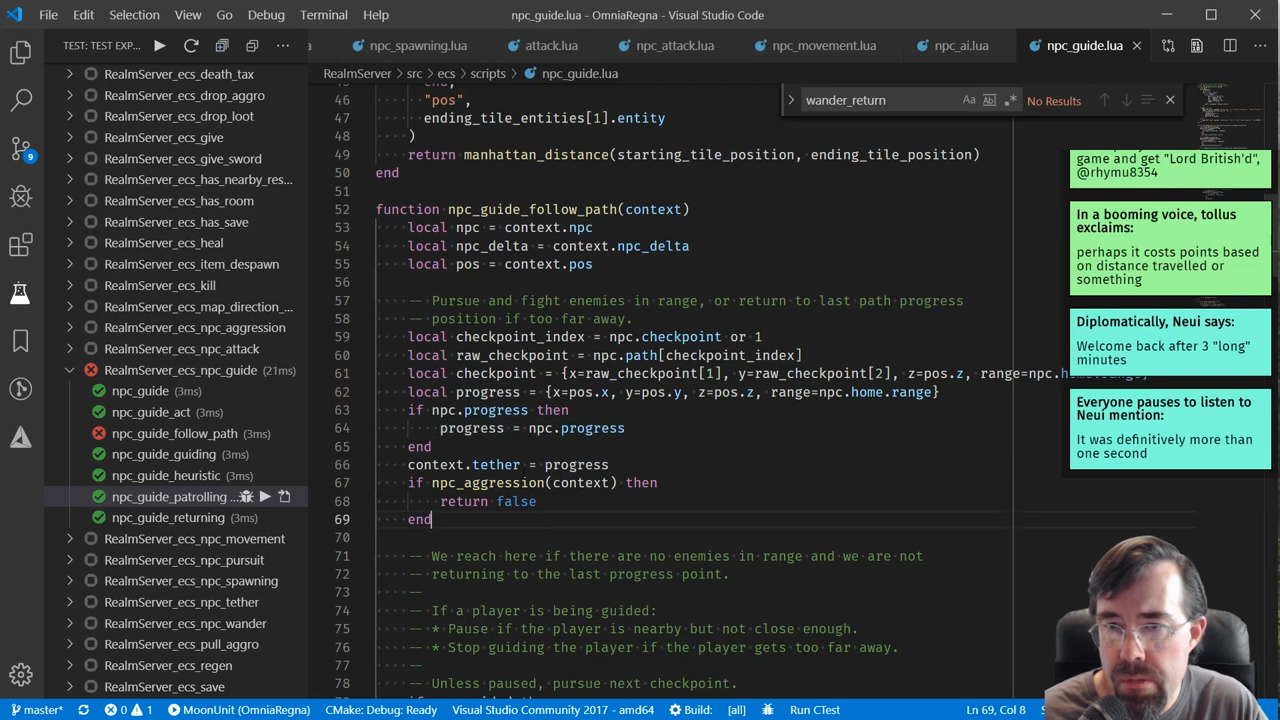 File Edit Selection View Go Debug Terminal Help
npc_guide.lua - OmniaRegna - Visual Studio Code
TEST: TEST EXP...
npc_spawning.lua
attack.lua
npc_attack.lua
npc_movement.lua
npc_ai.lua
npc_guide.lua
RealmServer > src > ecs > scripts > npc_guide.lua
wander_return
Aa
No Results
RealmServer_ecs_death_tax
RealmServer_ecs_drop_aggro
RealmServer_ecs_drop_loot
RealmServer_ecs_give
RealmServer_ecs_give_sword
RealmServer_ecs_has_nearby_res...
RealmServer_ecs_has_room
RealmServer_ecs_has_save
RealmServer_ecs_heal
RealmServer_ecs_item_despawn
RealmServer_ecs_kill
RealmServer_ecs_map_direction_...
RealmServer_ecs_npc_aggression
RealmServer_ecs_npc_attack
RealmServer_ecs_npc_guide (21ms)
npc_guide (3ms)
npc_guide_act (3ms)
npc_guide_follow_path (3ms)
npc_guide_guiding (3ms)
npc_guide_heuristic (3ms)
npc_guide_patrolling ...
npc_guide_returning (3ms)
RealmServer_ecs_npc_movement
RealmServer_ecs_npc_pursuit
RealmServer_ecs_npc_spawning
RealmServer_ecs_npc_tether
RealmServer_ecs_npc_wander
RealmServer_ecs_pull_aggro
RealmServer_ecs_regen
RealmServer_ecs_save
46 "pos",
47 ending_tile_entities[1].entity
48 )
49 return manhattan_distance(starting_tile_position, ending_tile_position)
50 end
51
52 function npc_guide_follow_path(context)
53 local npc = context.npc
54 local npc_delta = context.npc_delta
55 local pos = context.pos
56
57 -- Pursue and fight enemies in range, or return to last path progress
58 -- position if too far away.
59 local checkpoint_index = npc.checkpoint or 1
60 local raw_checkpoint = npc.path[checkpoint_index]
61 local checkpoint = {x=raw_checkpoint[1], y=raw_checkpoint[2], z=pos.z, range=npc.
62 local progress = {x=pos.x, y=pos.y, z=pos.z, range=npc.home.range}
63 if npc.progress then
64 progress = npc.progress
65 end
66 context.tether = progress
67 if npc_aggression(context) then
68 return false
69 end
70
71 -- We reach here if there are no enemies in range and we are not
72 -- returning to the last progress point.
73 --
74 -- If a player is being guided:
75 -- * Pause if the player is nearby but not close enough.
76 -- * Stop guiding the player if the player gets too far away.
77 --
-- Unless paused, pursue next checkpoint.
game and get "Lord British'd",
@rhymu8354
In a booming voice, tollus
exclaims:
perhaps it costs points based
on distance travelled or
something
Diplomatically, Neui says:
Welcome back after 3 "long"
minutes
Everyone pauses to listen to
Neui mention:
It was definitively more than
one second
9
master* 0 1 MoonUnit (OmniaRegna) CMake: Debug: Ready Visual Studio Community 2017 - amd64 Build: [all] Run CTest Ln 69, Col 8